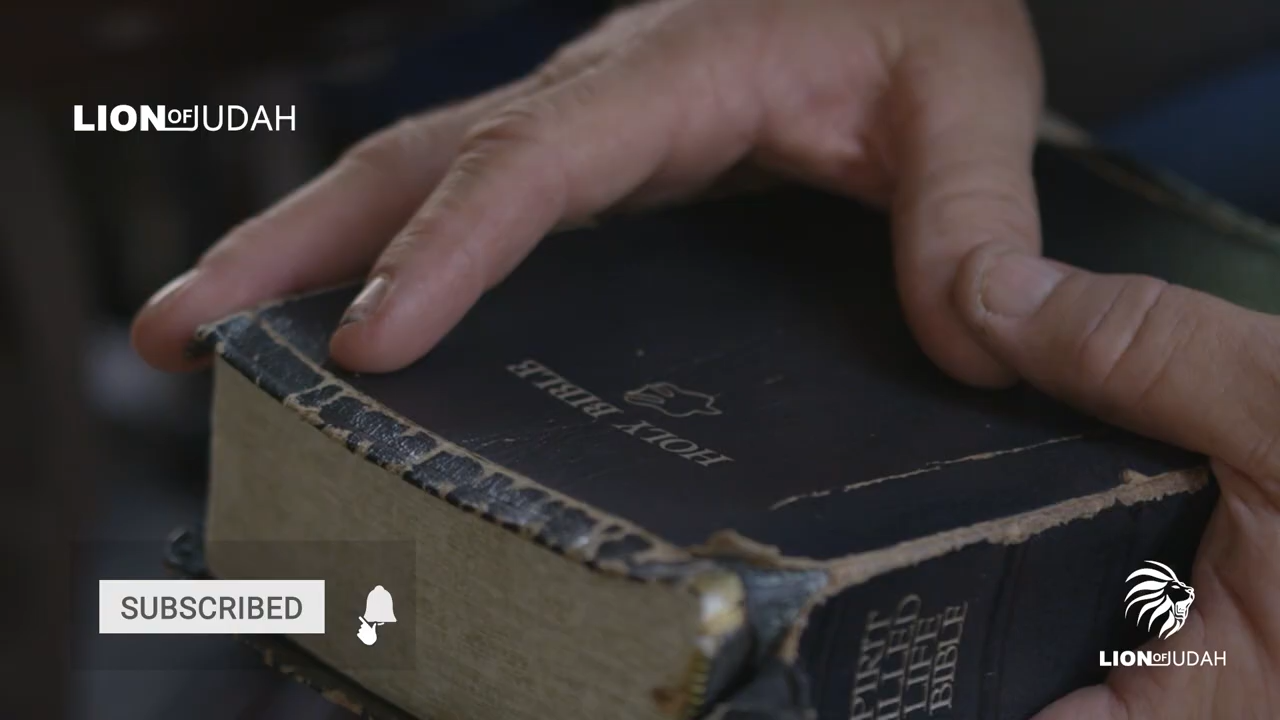 LION OF JUDAH
HOLY BIBLE
SUBSCRIBED
LIFE
BIBLE
LION OF JUDAH